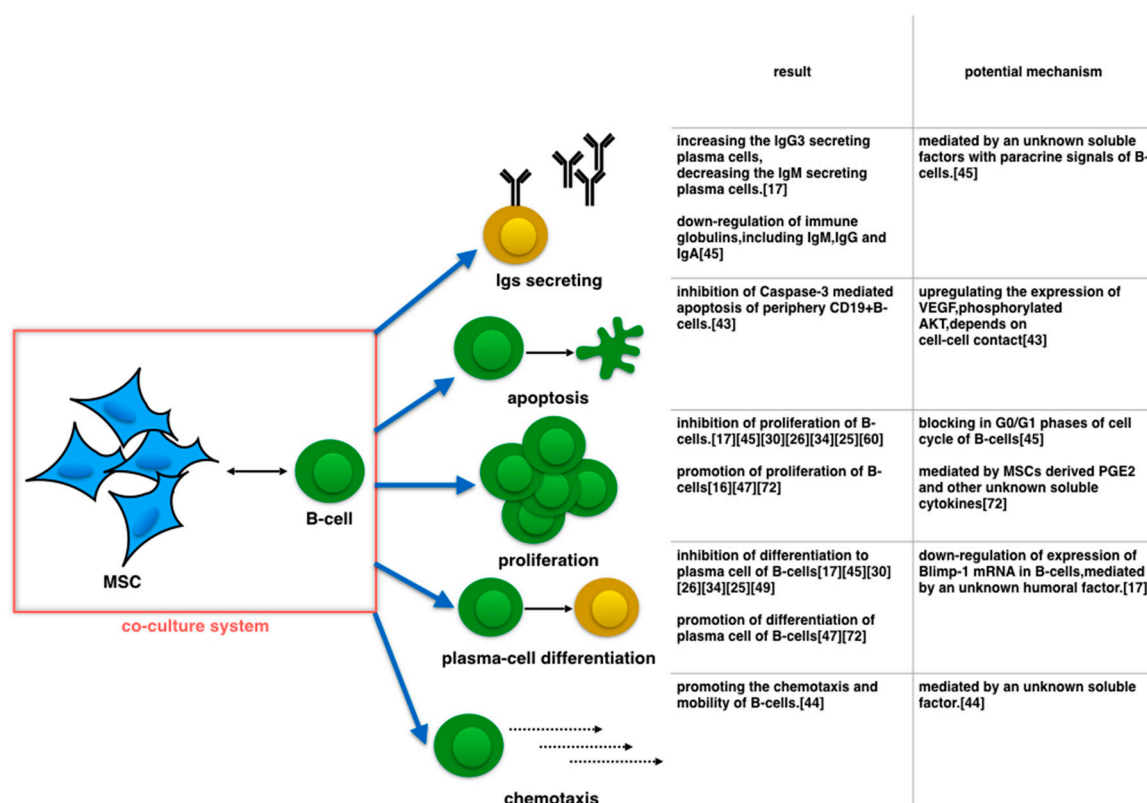 result
potential mechanism
increasing the IgG3 secreting
plasma cells,
decreasing the IgM secreting
plasma cells.[17]
down-regulation of immune
globulins,including IgM,IgG and
IgA[45]
mediated by an unknown soluble
factors with paracrine signals of B-
cells.[45]
Igs secreting
inhibition of Caspase-3 mediated
apoptosis of periphery CD19+B-
cells.[43]
upregulating the expression of
VEGF,phosphorylated
AKT,depends on
cell-cell contact[43]
apoptosis
inhibition of proliferation of B-
cells.[17][45][30][26][34][25][60]
promotion of proliferation of B-
cells[16][47][72]
blocking in G0/G1 phases of cell
cycle of B-cells[45]
mediated by MSCs derived PGE2
and other unknown soluble
cytokines[72]
proliferation
MSC
B-cell
co-culture system
inhibition of differentiation to
plasma cell of B-cells[17][45][30]
[26][34][25][49]
promotion of differentiation of
plasma cell of B-cells[47][72]
down-regulation of expression of
Blimp-1 mRNA in B-cells,mediated
by an unknown humoral factor.[17]
plasma-cell differentiation
promoting the chemotaxis and
mobility of B-cells.[44]
mediated by an unknown soluble
factor.[44]
chemotaxis